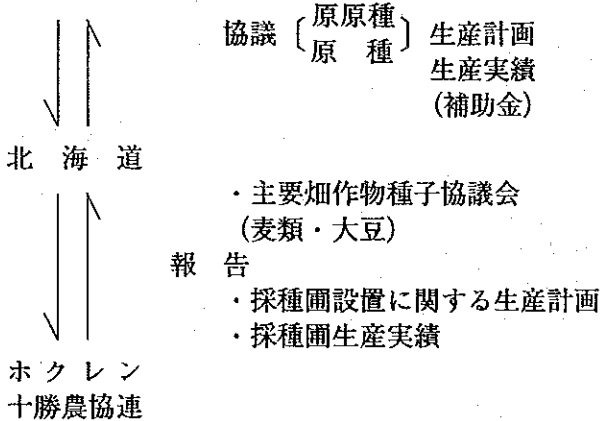 協議〔原原種
原 種〕生産計画
生産実績
(補助金)
北 海 道
・主要畑作物種子協議会
(麦類・大豆)
報 告
・採種圃設置に関する生産計画
・採種圃生産実績
ホクレン
十勝農協連